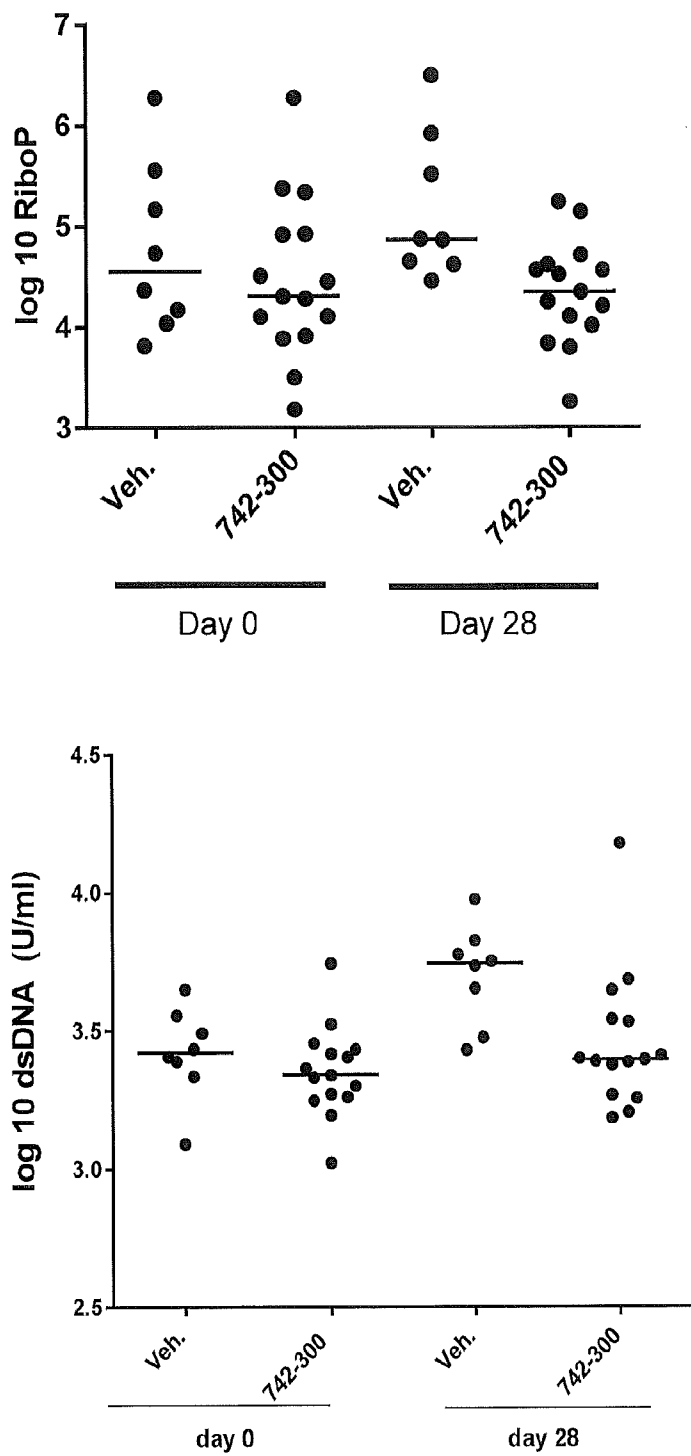 7
6
5
4
3
log 10 RiboP
Veh.
742-300
Veh.
742-300
Day 0
Day 28
4.5
4.0
3.5
3.0
2.5
log 10 dsDNA (U/ml)
Veh.
742-300
Veh.
742-300
day 0
day 28